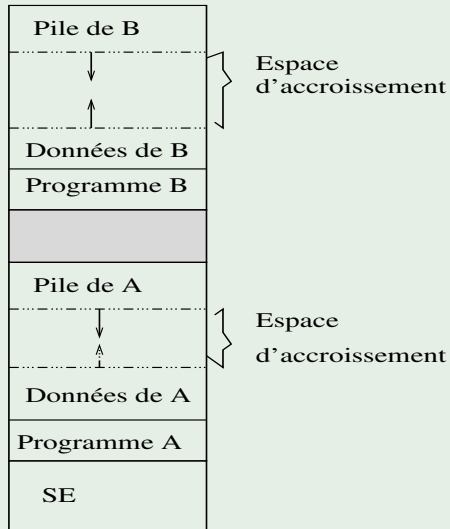 Pile de B
Espace
d'accroissement
Données de B
Programme B
Pile de A
Espace
d'accroissement
Données de A
Programme A
SE